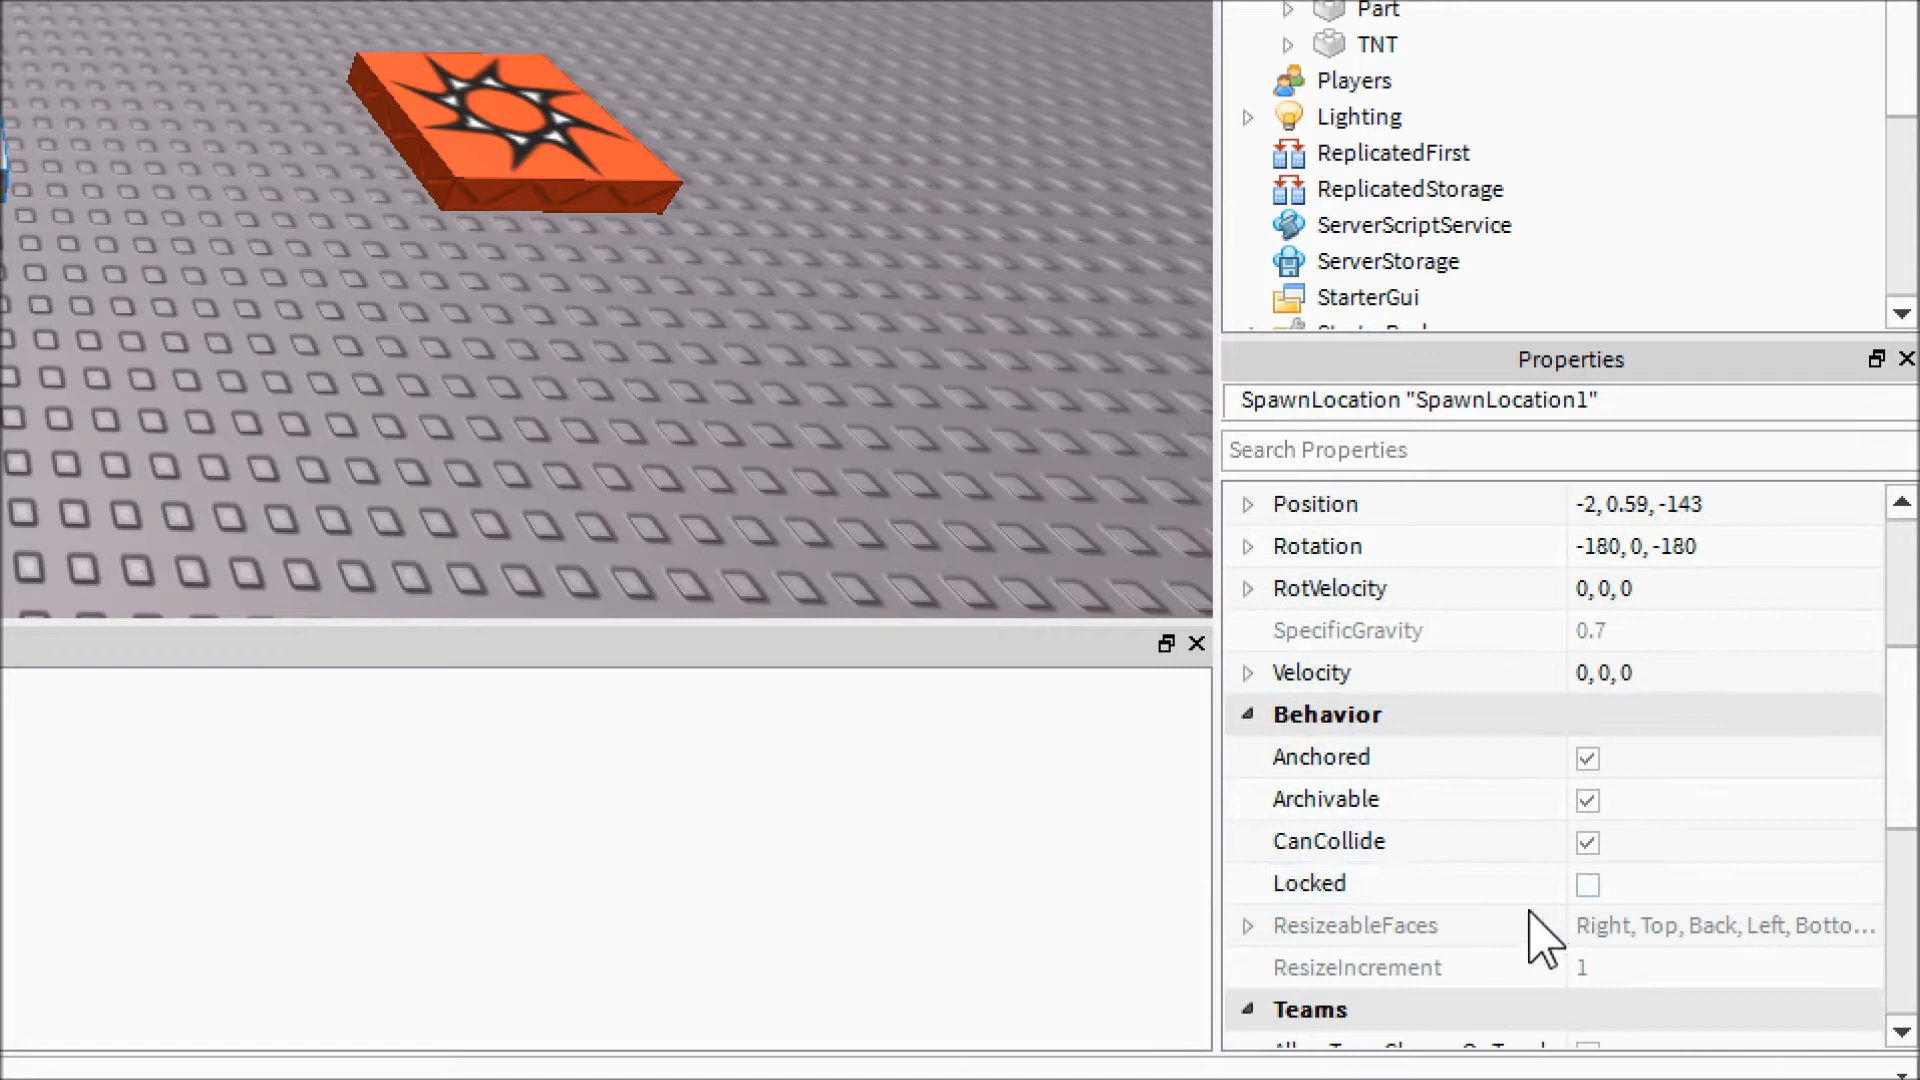 Part
TNT
Players
Lighting
ReplicatedFirst
ReplicatedStorage
ServerScriptService
ServerStorage
StarterGui
Properties
SpawnLocation "SpawnLocation1"
Search Properties
Position -2, 0.59, -143
Rotation -180, 0, -180
RotVelocity 0, 0, 0
SpecificGravity 0.7
Velocity 0, 0, 0
Behavior
Anchored
Archivable
CanCollide
Locked
ResizeableFaces Right, Top, Back, Left, Botto...
ResizeIncrement 1
Teams